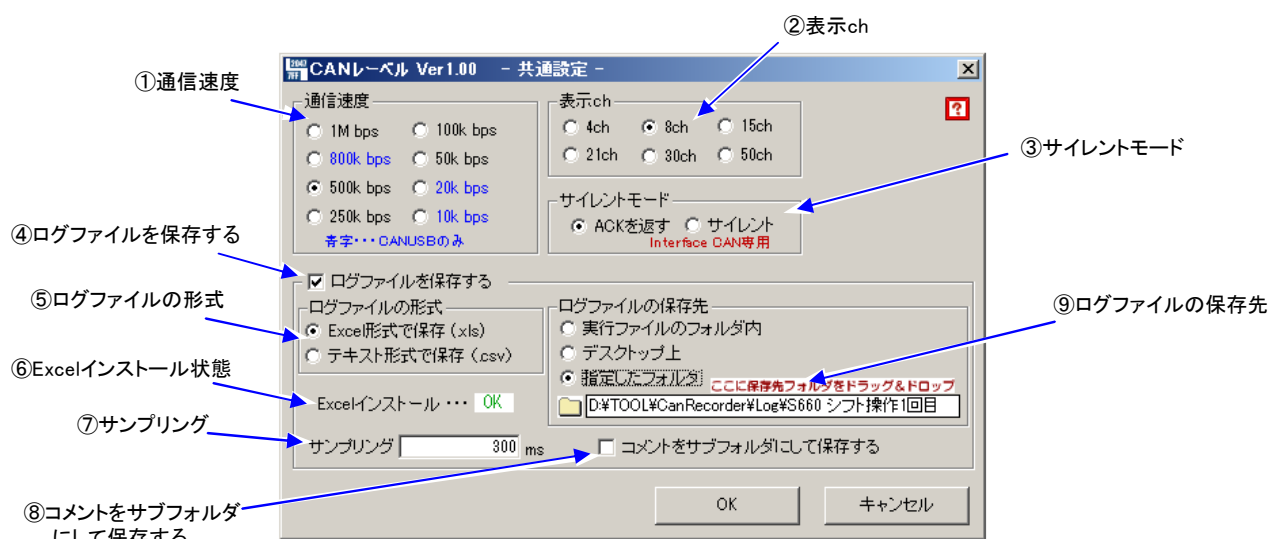 ②表示ch
CANレーベル Ver1.00 － 共通設定 －
①通信速度
通信速度
1M bps
100k bps
800k bps
50k bps
500k bps
20k bps
250k bps
10k bps
青字・・・CANUSBのみ
表示ch
4ch
8ch
15ch
21ch
30ch
50ch
?
③サイレントモード
サイレントモード
ACKを返す
サイレント
Interface CAN専用
④ログファイルを保存する
ログファイルを保存する
⑤ログファイルの形式
ログファイルの形式
Excel形式で保存（.xls）
テキスト形式で保存（.csv）
ログファイルの保存先
実行ファイルのフォルダ内
デスクトップ上
指定したフォルダ
ここに保存先フォルダをドラッグ＆ドロップ
D:¥TOOL¥CanRecorder¥Log¥S660 シフト操作1回目
⑨ログファイルの保存先
⑥Excelインストール状態
Excelインストール ・・・ OK
⑦サンプリング
サンプリング 300 ms
コメントをサブフォルダにして保存する
⑧コメントをサブフォルダ
にして保存する
OK
キャンセル